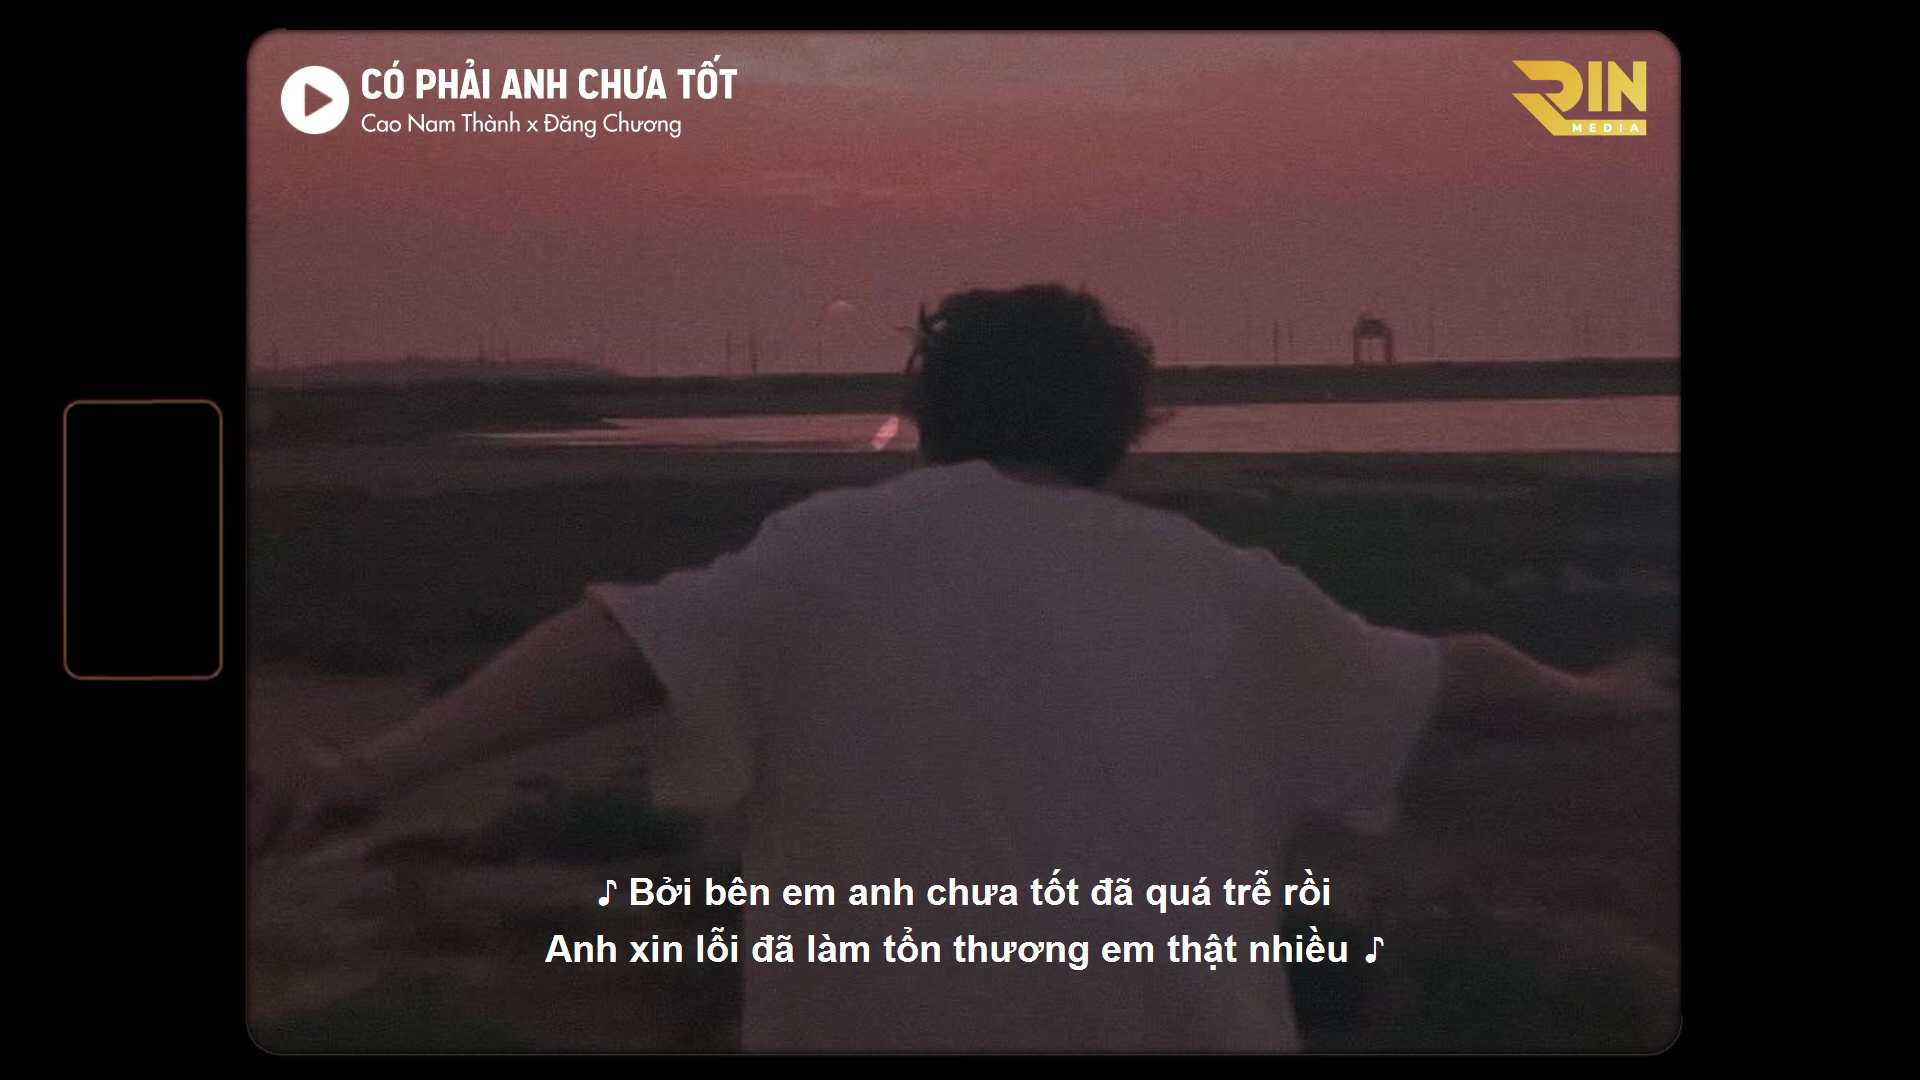 CÓ PHẢI ANH CHƯA TỐT
Cao Nam Thành x Đăng Chương
RIN
MEDIA
♪ Bởi bên em anh chưa tốt đã quá trễ rồi
Anh xin lỗi đã làm tổn thương em thật nhiều ♪